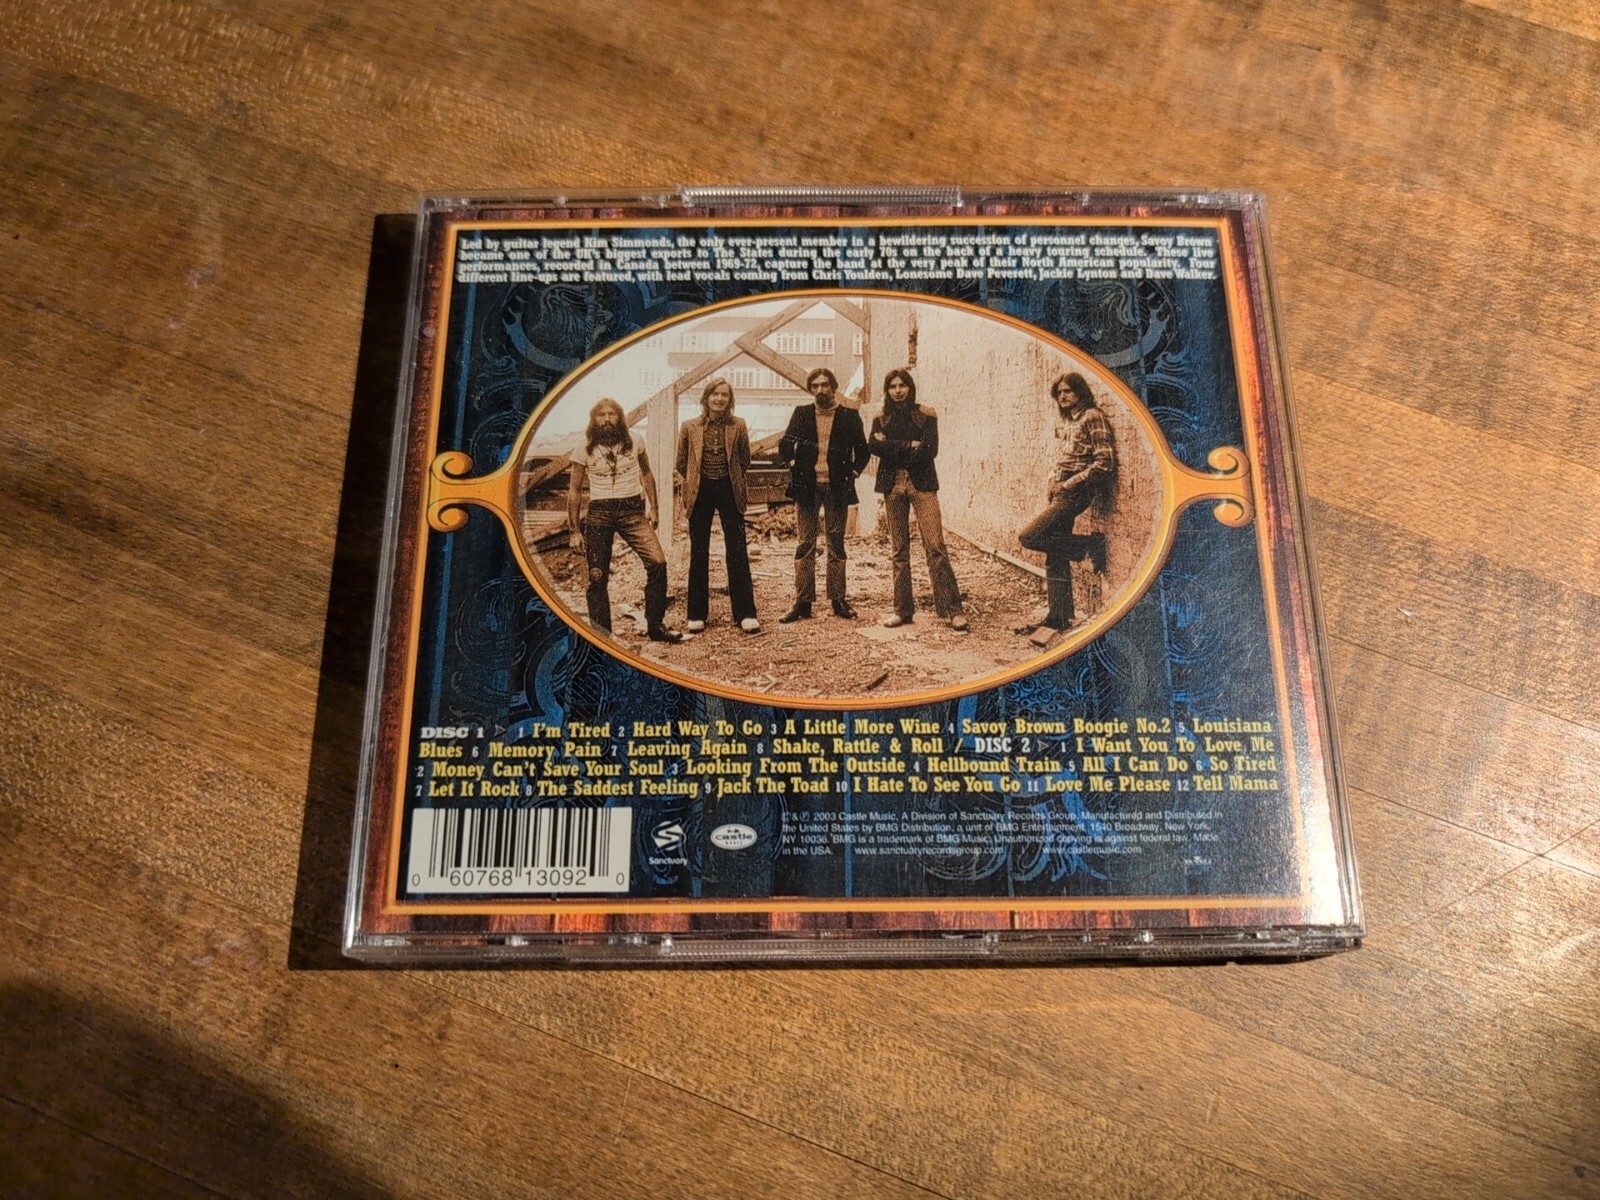 Led by guitar legend Kim Simmonds, the only ever-present member in a bewildering succession of personnel changes, Savoy Brown
became one of the UK's biggest exports to The States during the early 70s on the back of a heavy touring schedule. These live
performances, recorded in Canada between 1969-72, capture the band at the very peak of their North American popularity. Four
different line-ups are featured, with lead vocals coming from Chris Youlden, Lonesome Dave Peverett, Jackie Lynton and Dave Walker
DISC 1 > 1 I'm Tired 2 Hard Way To Go 3 A Little More Wine 4 Savoy Brown Boogie No.2 5 Louisiana
Blues 6 Memory Pain 7 Leaving Again 8 Shake, Rattle & Roll / DISC 2 > 1 I Want You To Love Me
2 Money Can't Save Your Soul 3 Looking From The Outside 4 Hellbound Train 5 All I Can Do 6 So Tired
7 Let It Rock 8 The Saddest Feeling 9 Jack The Toad 10 I Hate To See You Go 11 Love Me Please 12 Tell Mama
0 60768 13092 0
Sanctuary
castle
MUSIC
© & ℗ 2003 Castle Music, A Division of Sanctuary Records Group. Manufactured and Distributed in
the United States by BMG Distribution, a unit of BMG Entertainment, 1540 Broadway, New York,
NY 10036. BMG is a trademark of BMG Music. Unauthorized copying is against federal law. Made
in the USA. www.sanctuaryrecordsgroup.com www.castlemusic.com